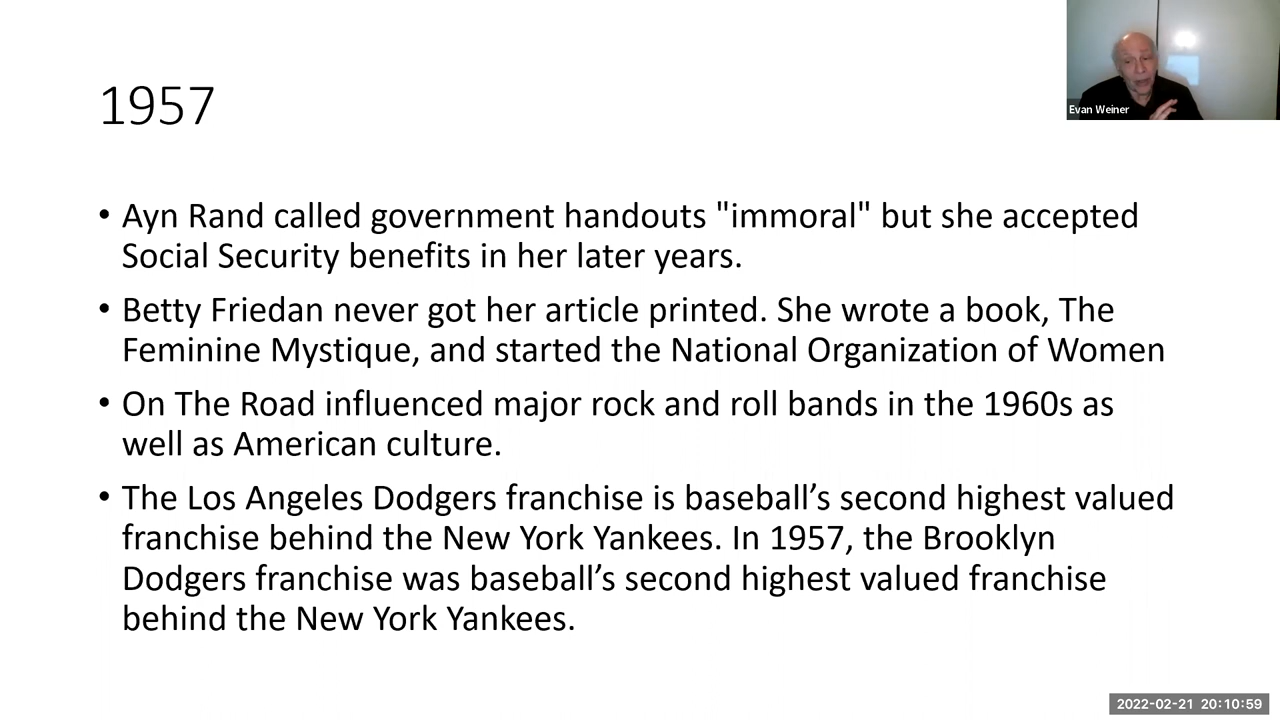 1957
Evan Weiner
• Ayn Rand called government handouts "immoral" but she accepted
Social Security benefits in her later years.
• Betty Friedan never got her article printed. She wrote a book, The
Feminine Mystique, and started the National Organization of Women
• On The Road influenced major rock and roll bands in the 1960s as
well as American culture.
• The Los Angeles Dodgers franchise is baseball’s second highest valued
franchise behind the New York Yankees. In 1957, the Brooklyn
Dodgers franchise was baseball’s second highest valued franchise
behind the New York Yankees.
2022-02-21 20:10:59